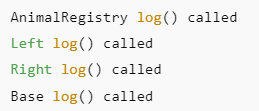 AnimalRegistry log() called
Left log() called
Right log() called
Base log() called